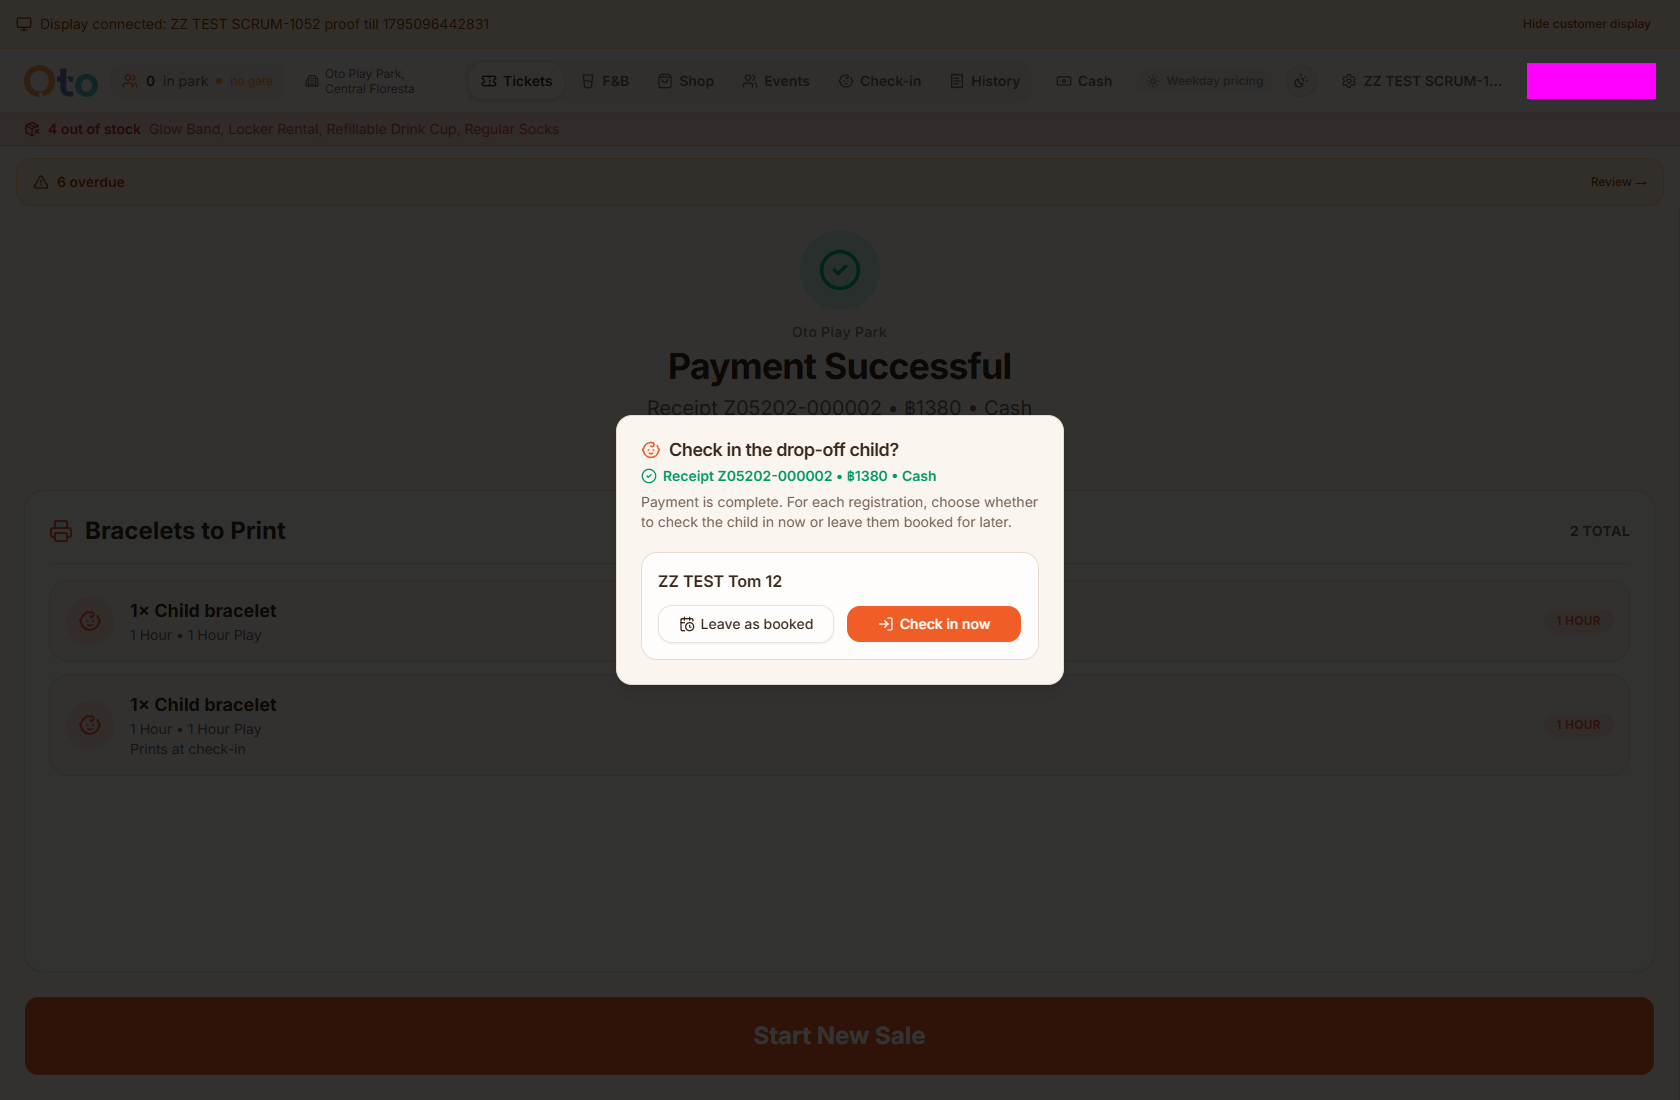 Display connected: ZZ TEST SCRUM-1052 proof till 1795096442831
Hide customer display
Oto
0 in park • no gate
Oto Play Park,
Central Floresta
Tickets
F&B
Shop
Events
Check-in
History
Cash
Weekday pricing
ZZ TEST SCRUM-1...
4 out of stock Glow Band, Locker Rental, Refillable Drink Cup, Regular Socks
6 overdue
Review →
Oto Play Park
Payment Successful
Receipt Z05202-000002 • ฿1380 • Cash
Check in the drop-off child?
Receipt Z05202-000002 • ฿1380 • Cash
Payment is complete. For each registration, choose whether
to check the child in now or leave them booked for later.
ZZ TEST Tom 12
Leave as booked
Check in now
Bracelets to Print
2 TOTAL
1× Child bracelet
1 Hour • 1 Hour Play
1 HOUR
1× Child bracelet
1 Hour • 1 Hour Play
Prints at check-in
1 HOUR
Start New Sale